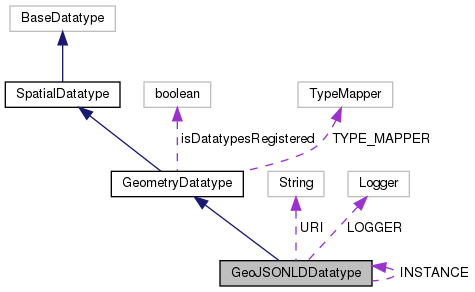 BaseDatatype
SpatialDatatype
boolean
TypeMapper
isDatatypesRegistered
TYPE_MAPPER
GeometryDatatype
String
Logger
URI
LOGGER
GeoJSONLDDatatype
INSTANCE